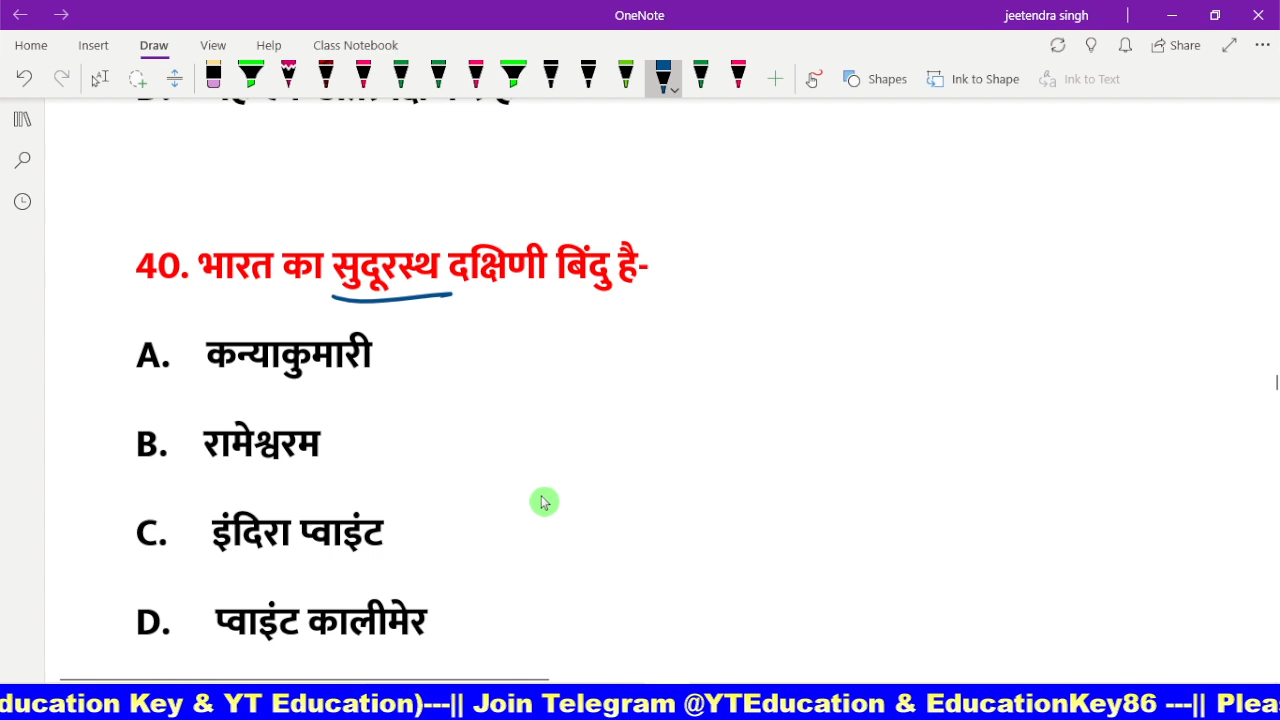 OneNote
jeetendra singh
Home Insert Draw View Help Class Notebook
Share
Shapes Ink to Shape Ink to Text
40. भारत का सुदूरस्थ दक्षिणी बिंदु है-
A. कन्याकुमारी
B. रामेश्वरम
C. इंदिरा प्वाइंट
D. प्वाइंट कालीमेर
ducation Key & YT Education)---|| Join Telegram @YTEducation & EducationKey86 ---|| Plea